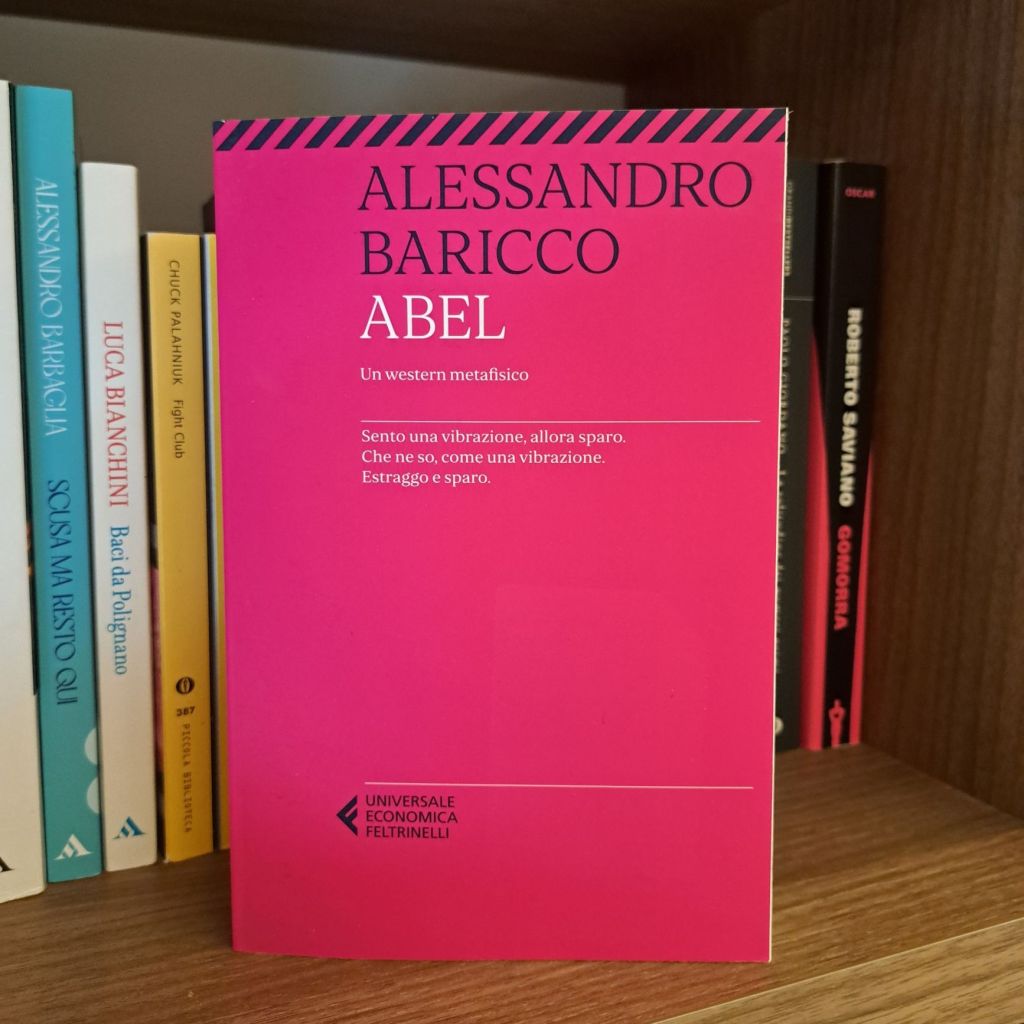 ALESSANDRO
BARICCO
ABEL
Un western metafisico
Sento una vibrazione, allora sparo.
Che ne so, come una vibrazione.
Estraggo e sparo.
UNIVERSALE
ECONOMICA
FELTRINELLI
ALESSANDRO BARBAGLIA SCUSA MA RESTO QUI
LUCA BIANCHINI Baci da Polignano
CHUCK PALAHNIUK Fight Club
387
PICCOLA BIBLIOTECA
OSCAR
ROBERTO SAVIANO GOMORRA